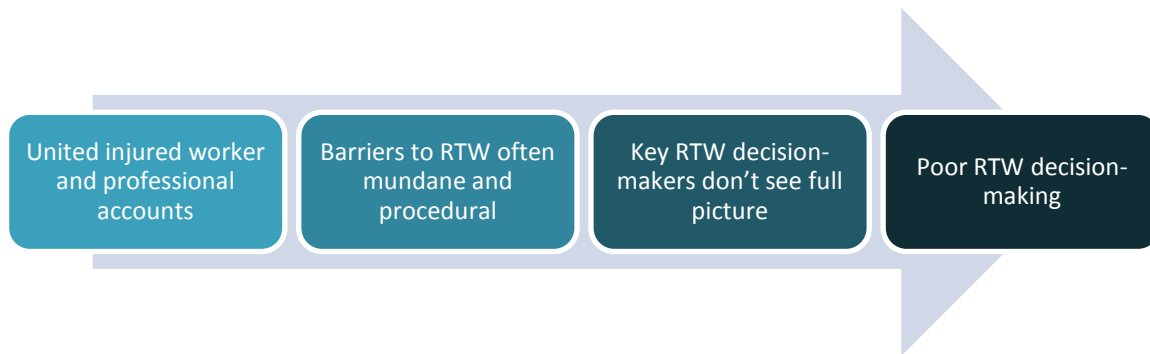 United injured worker
and professional
accounts
Barriers to RTW often
mundane and
procedural
Key RTW decision-
makers don’t see full
picture
Poor RTW decision-
making